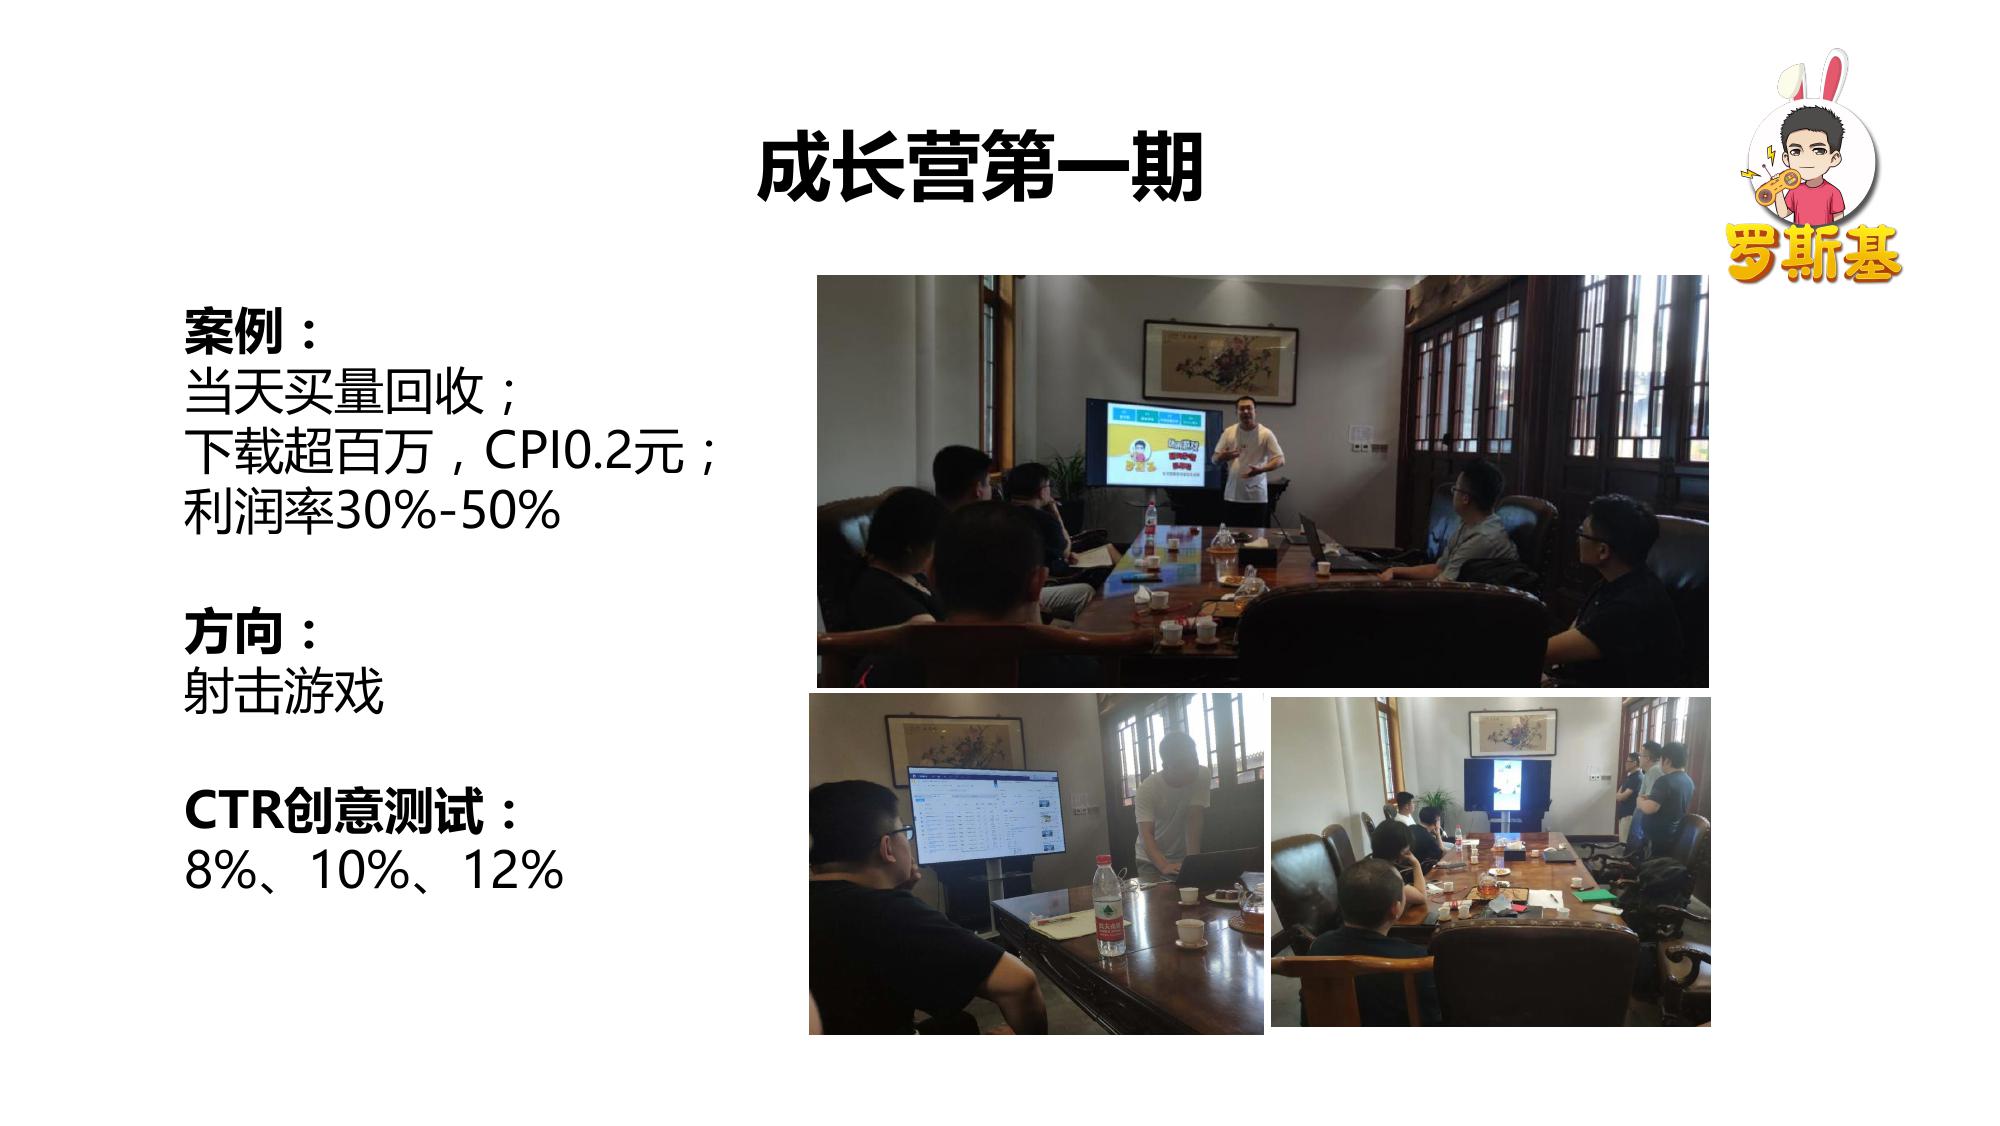 成长营第一期
罗斯基
案例：
当天买量回收；
下载超百万，CPI0.2元；
利润率30%-50%
方向：
射击游戏
CTR创意测试：
8%、10%、12%